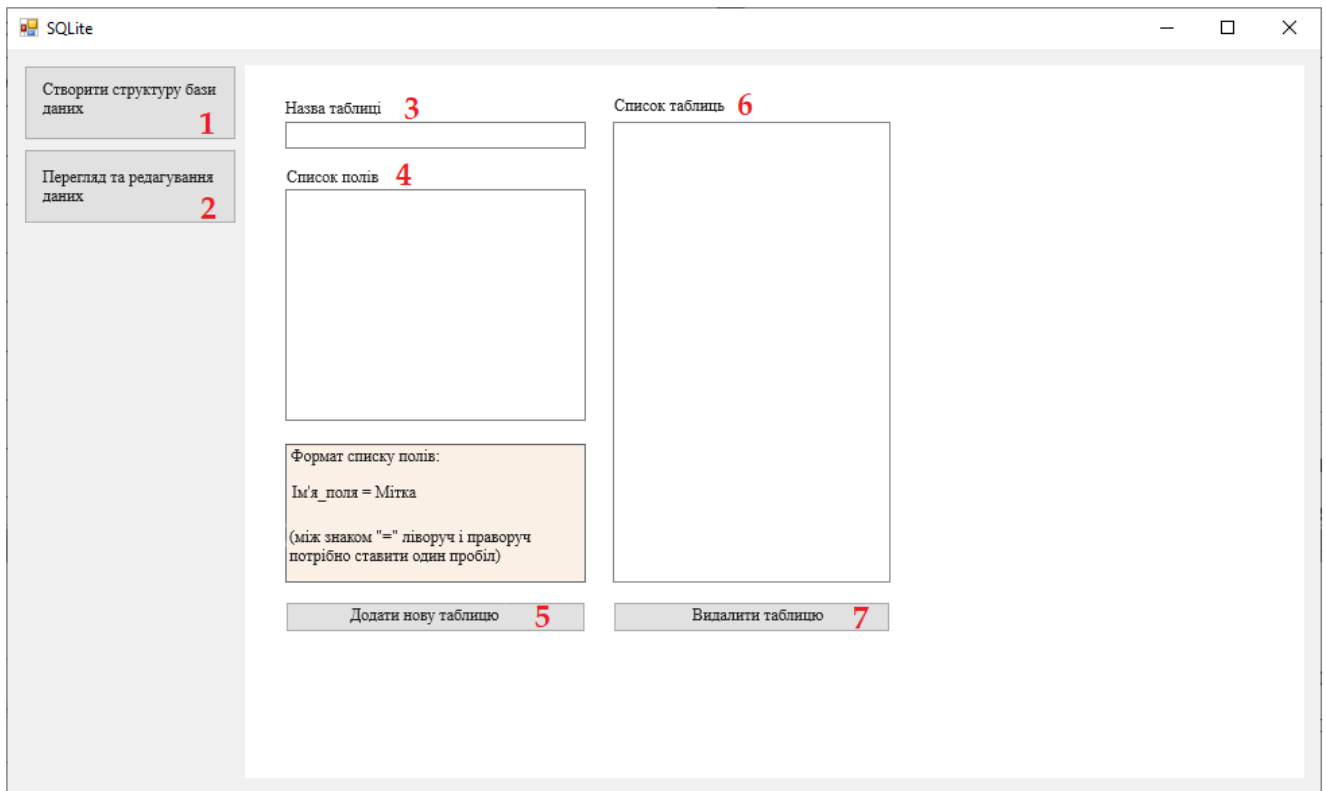 SQLite
Створити структуру бази
даних
1
Перегляд та редагування
даних
2
Назва таблиці 3
Список полів 4
Формат списку полів:
Ім'я_поля = Мітка
(між знаком "=" ліворуч і праворуч
потрібно ставити один пробіл)
Додати нову таблицю 5
Список таблиць 6
Видалити таблицю 7